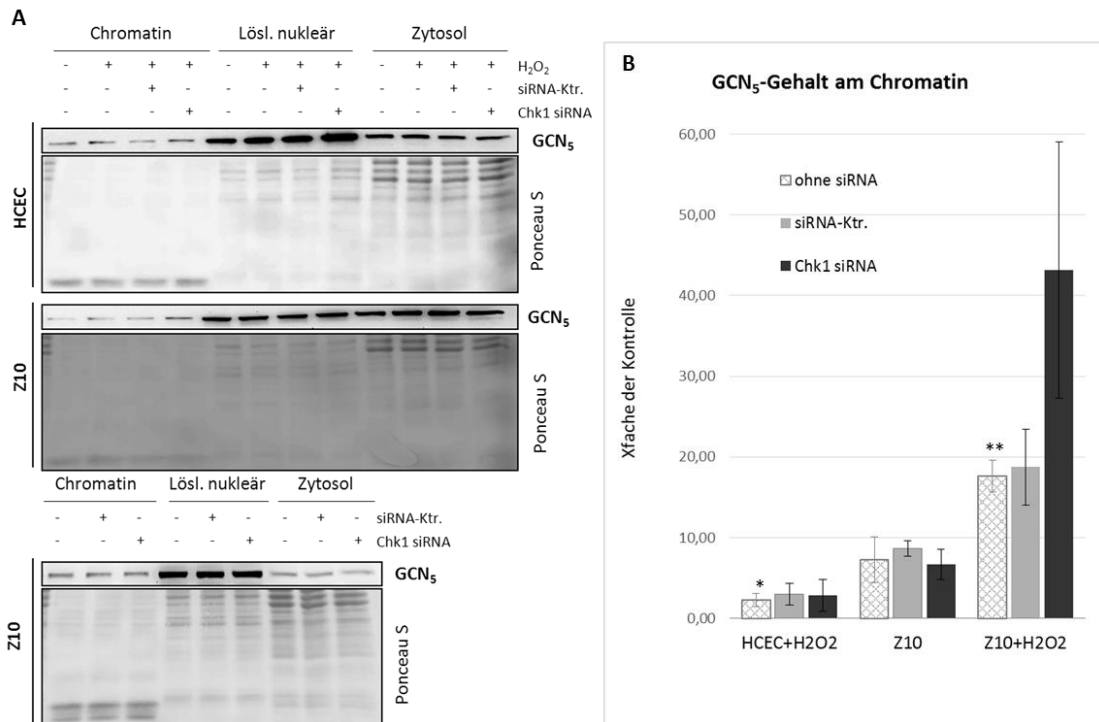 A
Chromatin Lösl. nukleär Zytosol
- + + + - + + + - + + + H₂O₂
- - + - - - + - - - + - siRNA-Ktr.
- - - + - - - + - - - + Chk1 siRNA
GCN₅
HCEC
Ponceau S
GCN₅
Z10
Ponceau S
Chromatin Lösl. nukleär Zytosol
- + - - + - - + - siRNA-Ktr.
- - + - - + - - + Chk1 siRNA
GCN₅
Z10
Ponceau S
B
GCN₅-Gehalt am Chromatin
Xfache der Kontrolle
60,00
50,00
40,00
30,00
20,00
10,00
0,00
ohne siRNA
siRNA-Ktr.
Chk1 siRNA
*
**
HCEC+H2O2 Z10 Z10+H2O2